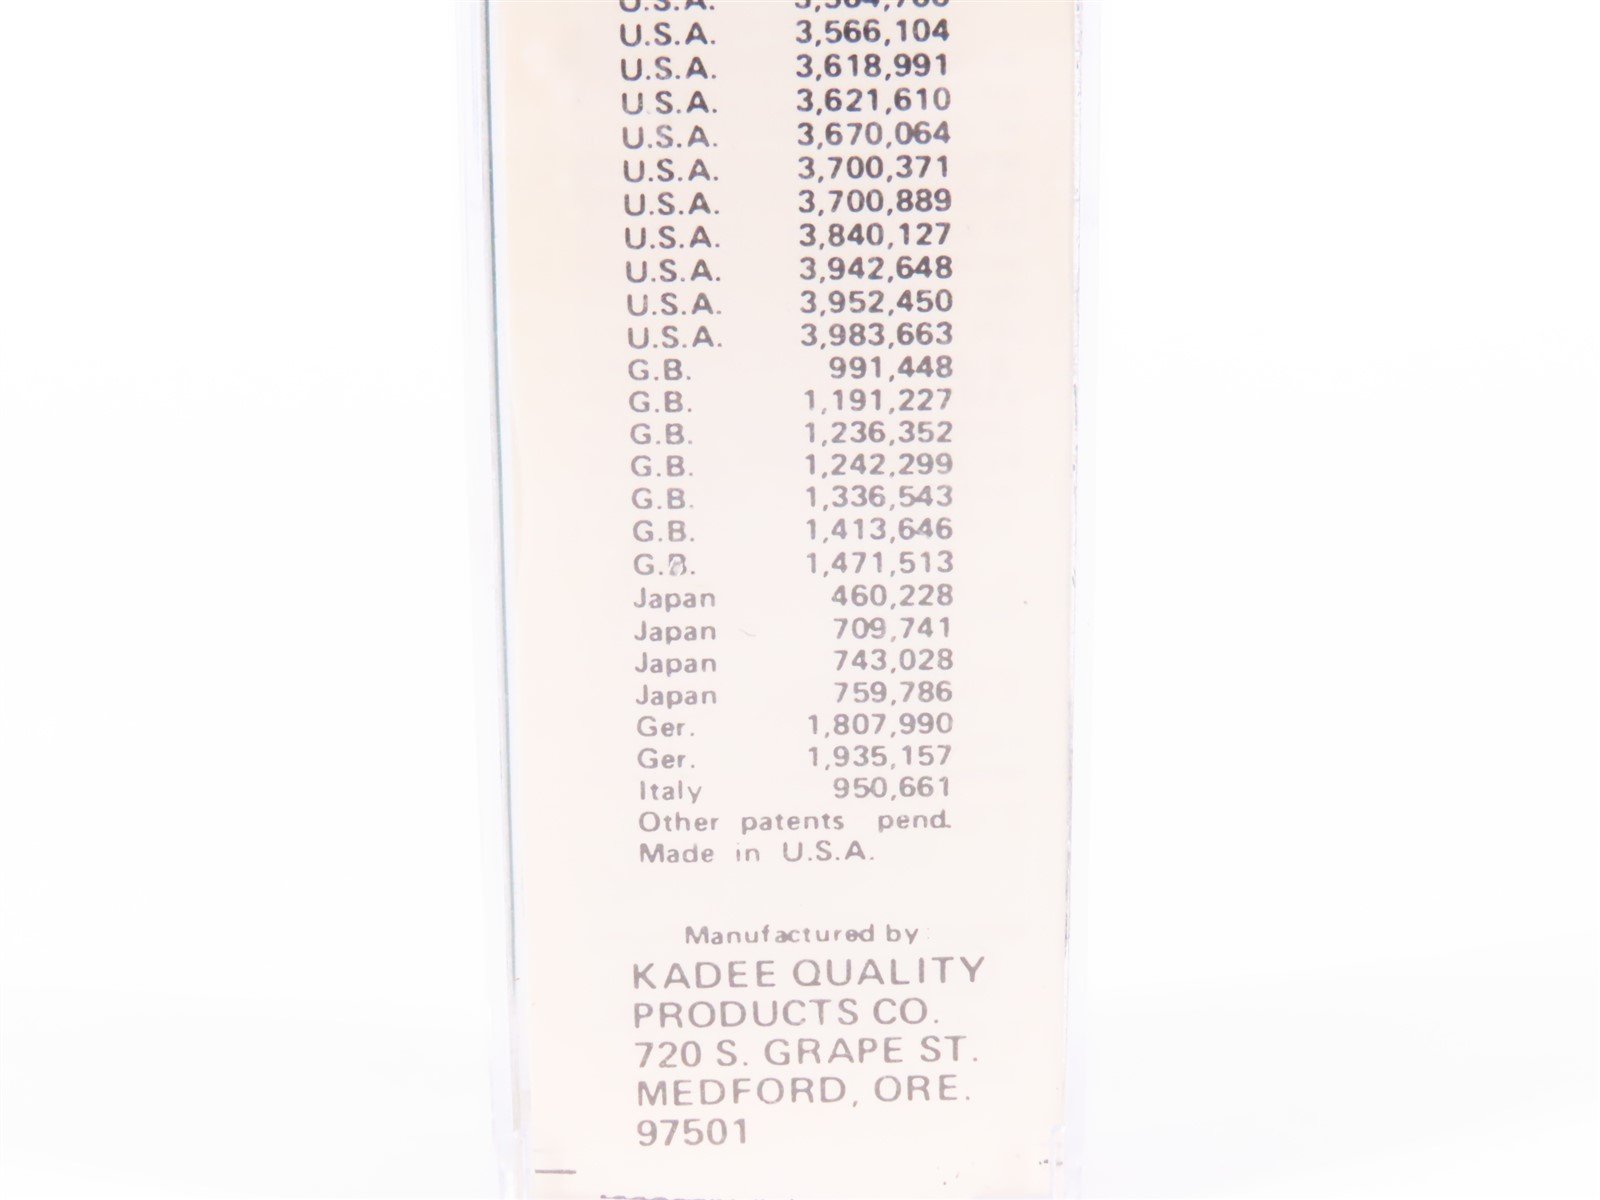 U.S.A. 3,564,766
U.S.A. 3,566,104
U.S.A. 3,618,991
U.S.A. 3,621,610
U.S.A. 3,670,064
U.S.A. 3,700,371
U.S.A. 3,700,889
U.S.A. 3,840,127
U.S.A. 3,942,648
U.S.A. 3,952,450
U.S.A. 3,983,663
G.B. 991,448
G.B. 1,191,227
G.B. 1,236,352
G.B. 1,242,299
G.B. 1,336,543
G.B. 1,413,646
G.B. 1,471,513
Japan 460,228
Japan 709,741
Japan 743,028
Japan 759,786
Ger. 1,807,990
Ger. 1,935,157
Italy 950,661
Other patents pend.
Made in U.S.A.
Manufactured by
KADEE QUALITY
PRODUCTS CO.
720 S. GRAPE ST.
MEDFORD, ORE.
97501